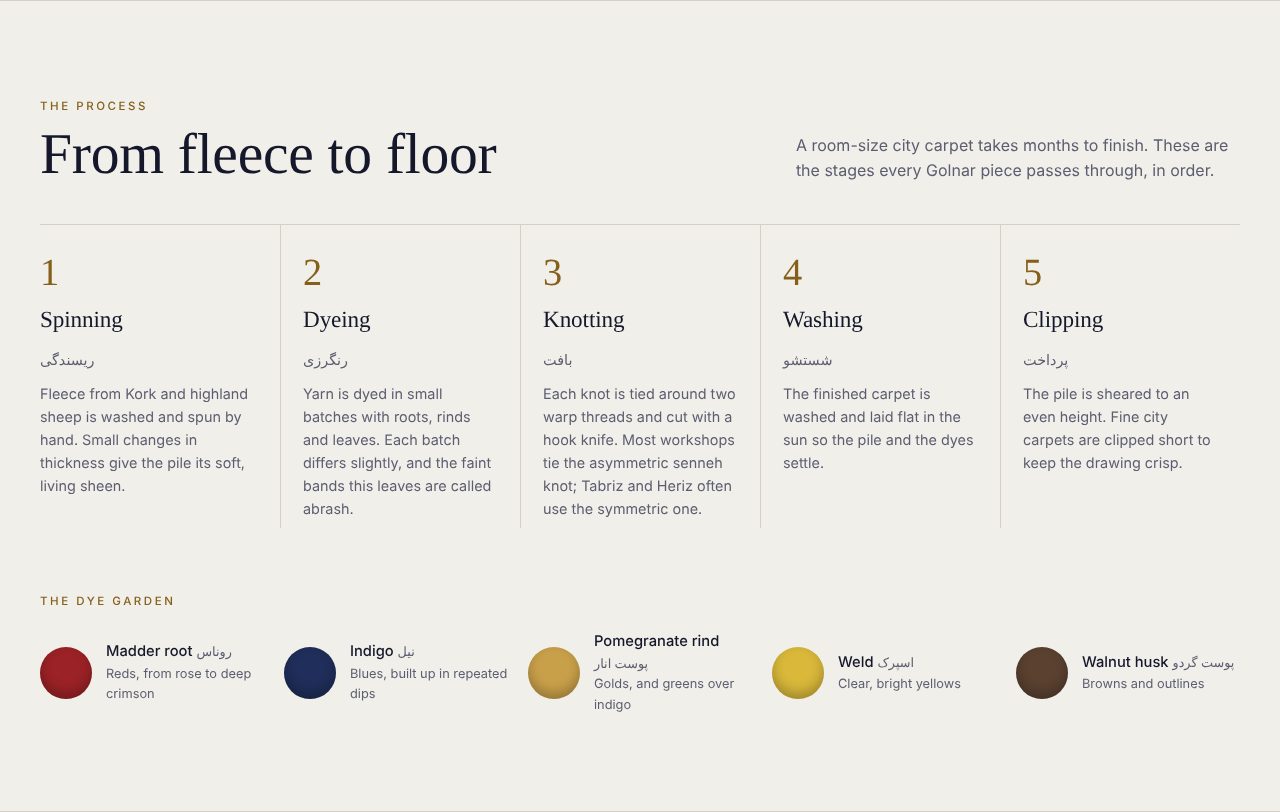 THE PROCESS
From fleece to floor
A room-size city carpet takes months to finish. These are
the stages every Golnar piece passes through, in order.
1
Spinning
ریسندگی
Fleece from Kork and highland
sheep is washed and spun by
hand. Small changes in
thickness give the pile its soft,
living sheen.
2
Dyeing
رنگرزی
Yarn is dyed in small
batches with roots, rinds
and leaves. Each batch
differs slightly, and the faint
bands this leaves are called
abrash.
3
Knotting
بافت
Each knot is tied around two
warp threads and cut with a
hook knife. Most workshops
tie the asymmetric senneh
knot; Tabriz and Heriz often
use the symmetric one.
4
Washing
شستشو
The finished carpet is
washed and laid flat in the
sun so the pile and the dyes
settle.
5
Clipping
پرداخت
The pile is sheared to an
even height. Fine city
carpets are clipped short to
keep the drawing crisp.
THE DYE GARDEN
Madder root روناس
Reds, from rose to deep
crimson
Indigo نیل
Blues, built up in repeated
dips
Pomegranate rind
پوست انار
Golds, and greens over
indigo
Weld اسپرک
Clear, bright yellows
Walnut husk پوست گردو
Browns and outlines